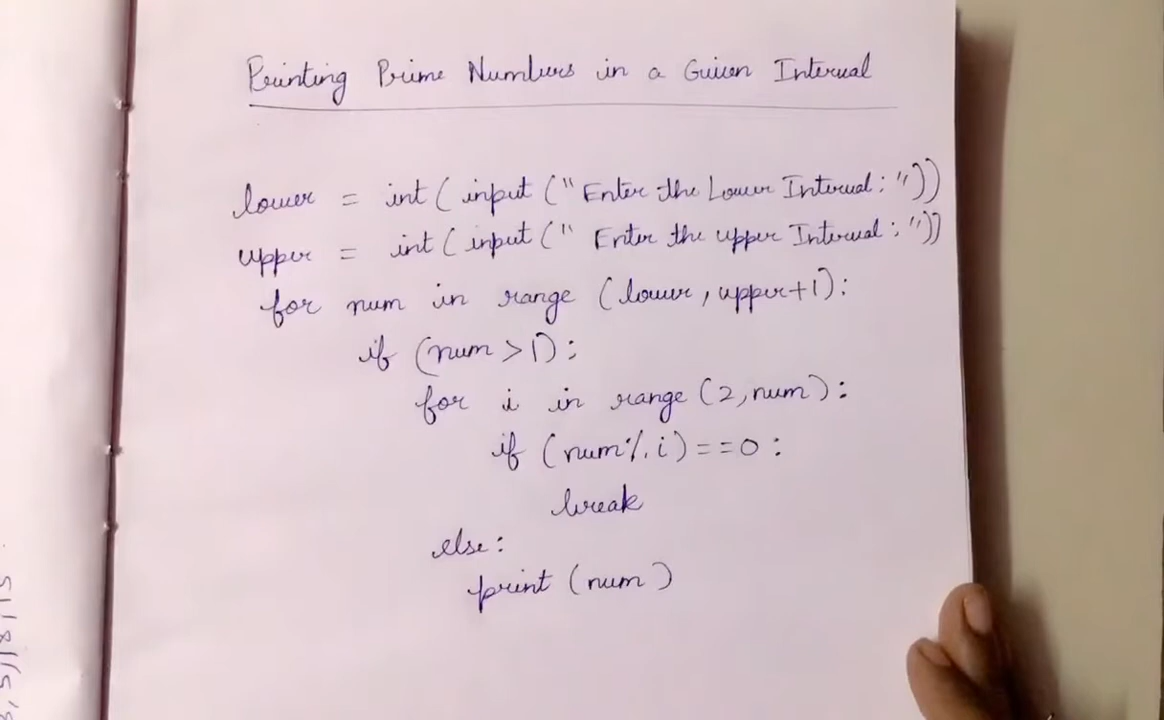 Printing Prime Numbers in a Given Interval
lower = int(input("Enter the Lower Interval:"))
upper = int(input("Enter the upper Interval:"))
for num in range (lower, upper+1):
if (num>1):
for i in range(2,num):
if (num%i)==0:
break
else:
print(num)